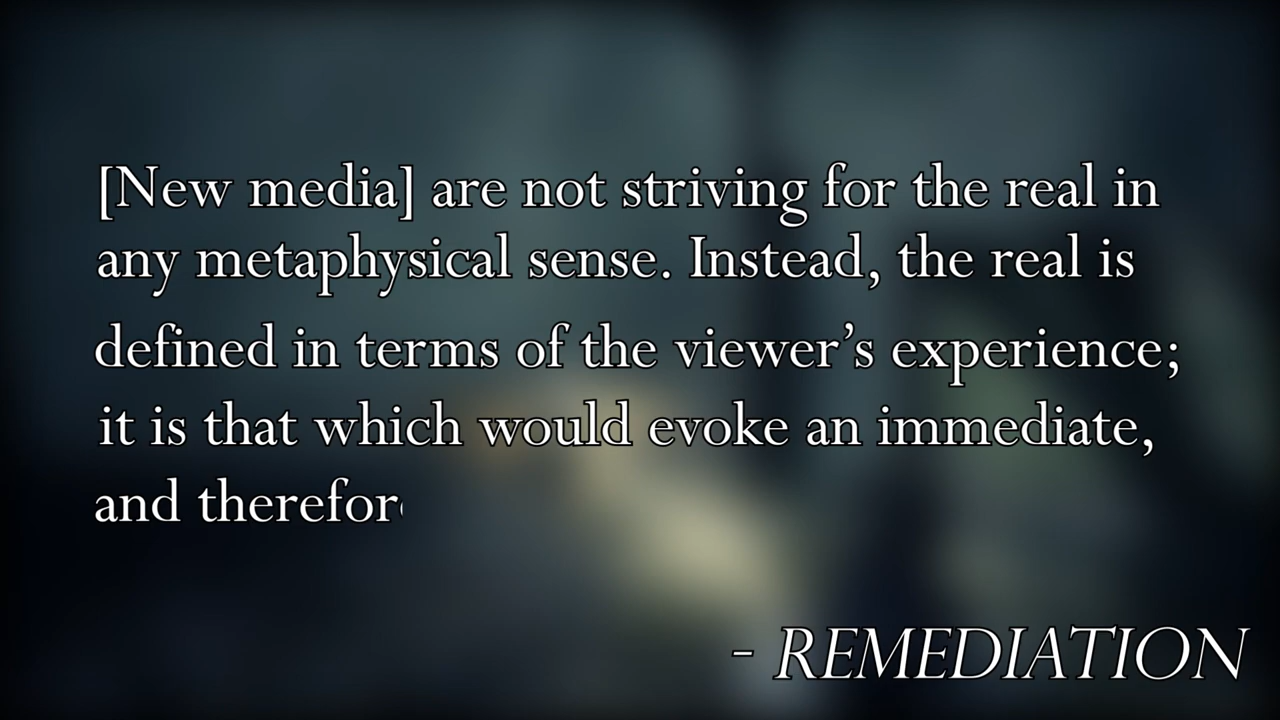 [New media] are not striving for the real in
any metaphysical sense. Instead, the real is
defined in terms of the viewer’s experience;
it is that which would evoke an immediate,
and therefor
- REMEDIATION